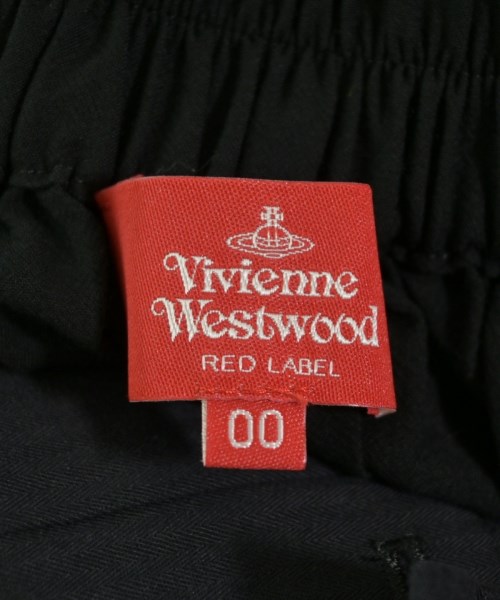 Vivienne
Westwood
RED LABEL
00